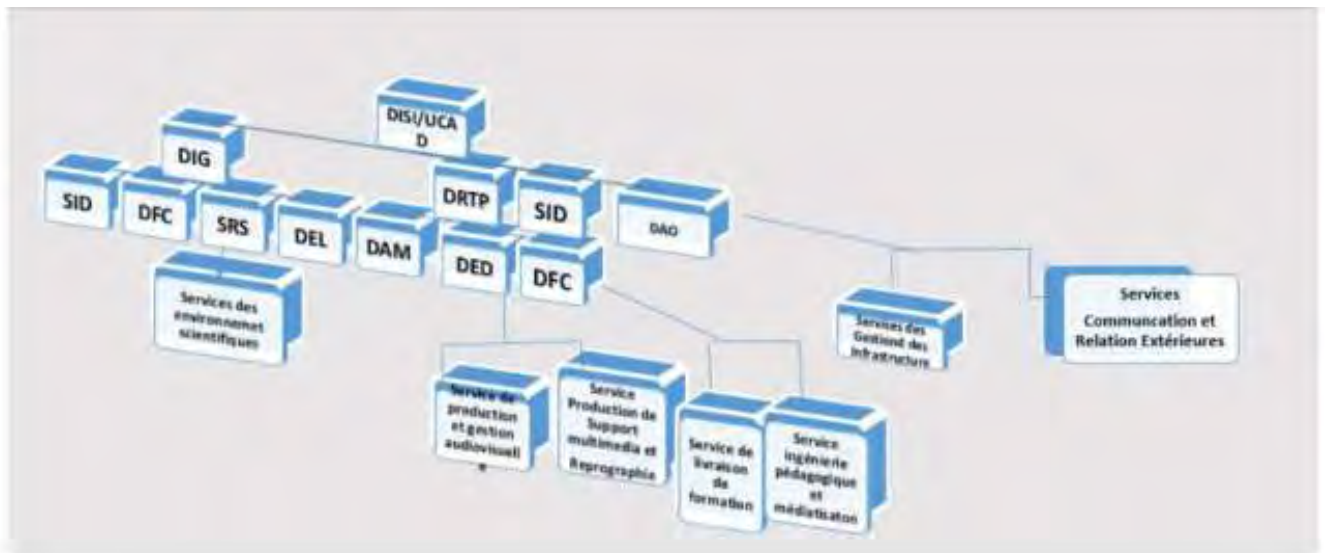 DISI/UCA
D
DIG
DRTP
SID
DAO
SID
DFC
SRS
DEL
DAM
DED
DFC
Services des
environnemet
scientifiques
Services des
Gestiond des
Infrastructure
Services
Communcation et
Relation Extérieures
Service de
production
et gestion
audiovisuell
e
Service
Production de
Support
multimedia et
Reprographie
Service de
livraison
de
formation
Service
ingénierie
pédagogique
et
médiatisaton